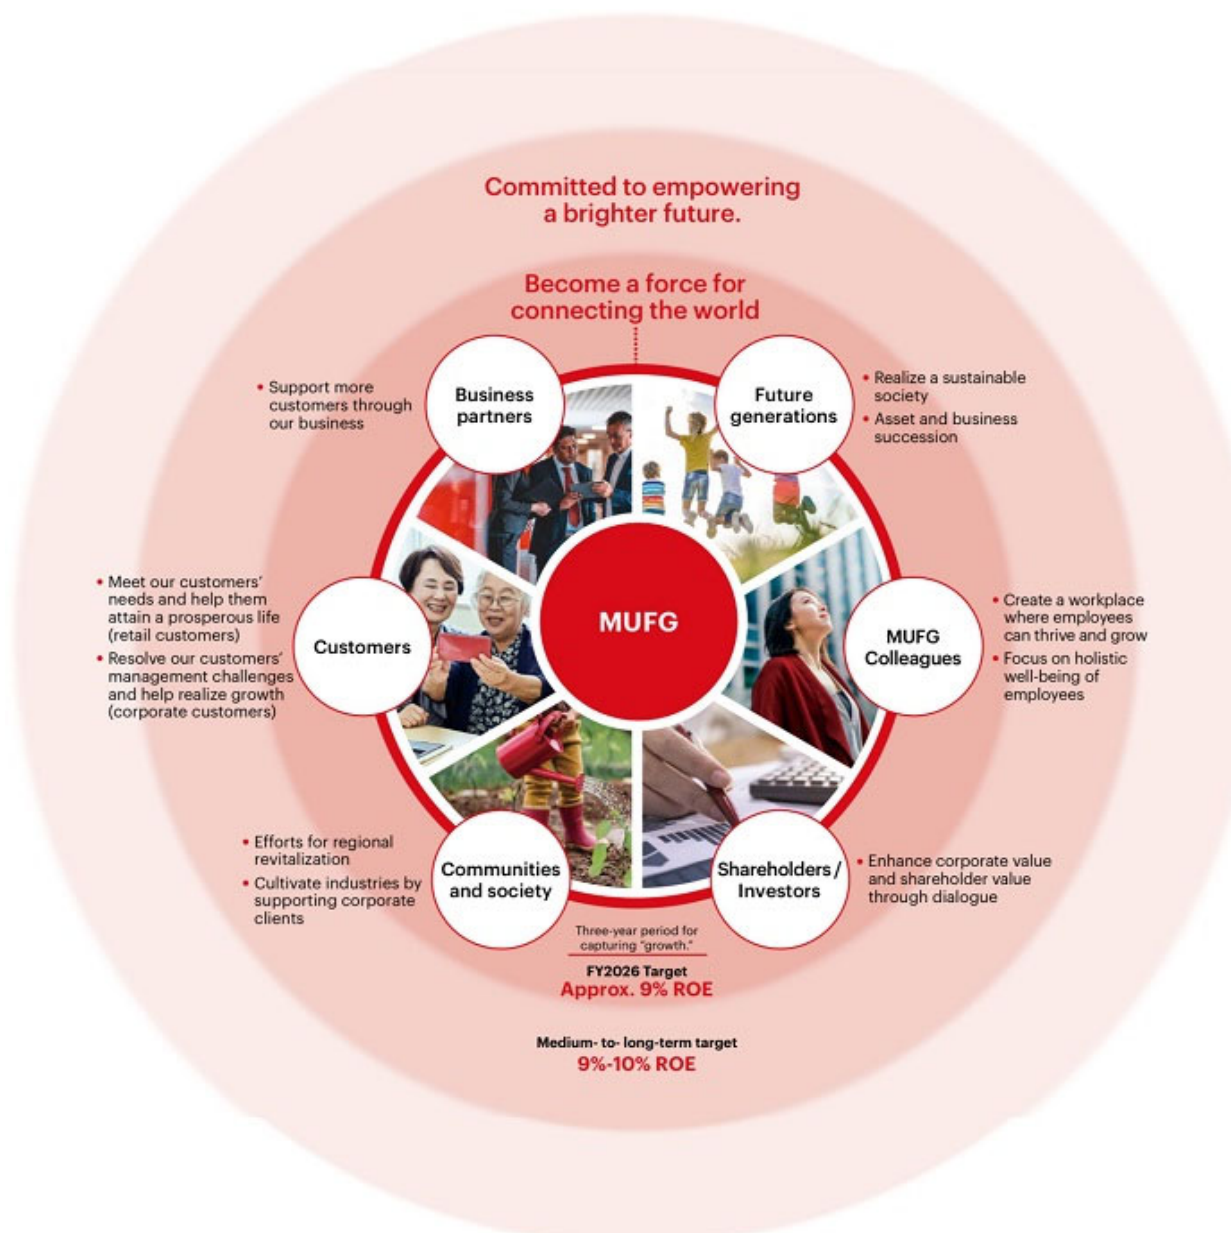 Committed to empowering
a brighter future.
Become a force for
connecting the world
Business
partners
• Support more
customers through
our business
Future
generations
• Realize a sustainable
society
• Asset and business
succession
MUFG
Customers
• Meet our customers'
needs and help them
attain a prosperous life
(retail customers)
• Resolve our customers'
management challenges
and help realize growth
(corporate customers)
MUFG
Colleagues
• Create a workplace
where employees
can thrive and grow
• Focus on holistic
well-being of
employees
Communities
and society
• Efforts for regional
revitalization
• Cultivate industries by
supporting corporate
clients
Shareholders/
Investors
• Enhance corporate value
and shareholder value
through dialogue
Three-year period for
capturing "growth."
FY2026 Target
Approx. 9% ROE
Medium- to- long-term target
9%-10% ROE